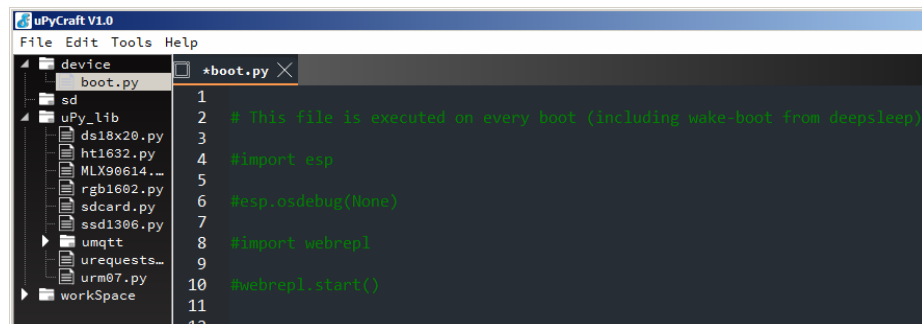 uPyCraft V1.0
File Edit Tools Help
device
boot.py
sd
uPy_lib
ds18x20.py
ht1632.py
MLX90614....
rgb1602.py
sdcard.py
ssd1306.py
umqtt
urequests…
urm07.py
workSpace
*boot.py
1
2 # This file is executed on every boot (including wake-boot from deepsleep)
3
4 #import esp
5
6 #esp.osdebug(None)
7
8 #import webrepl
9
10 #webrepl.start()
11
12